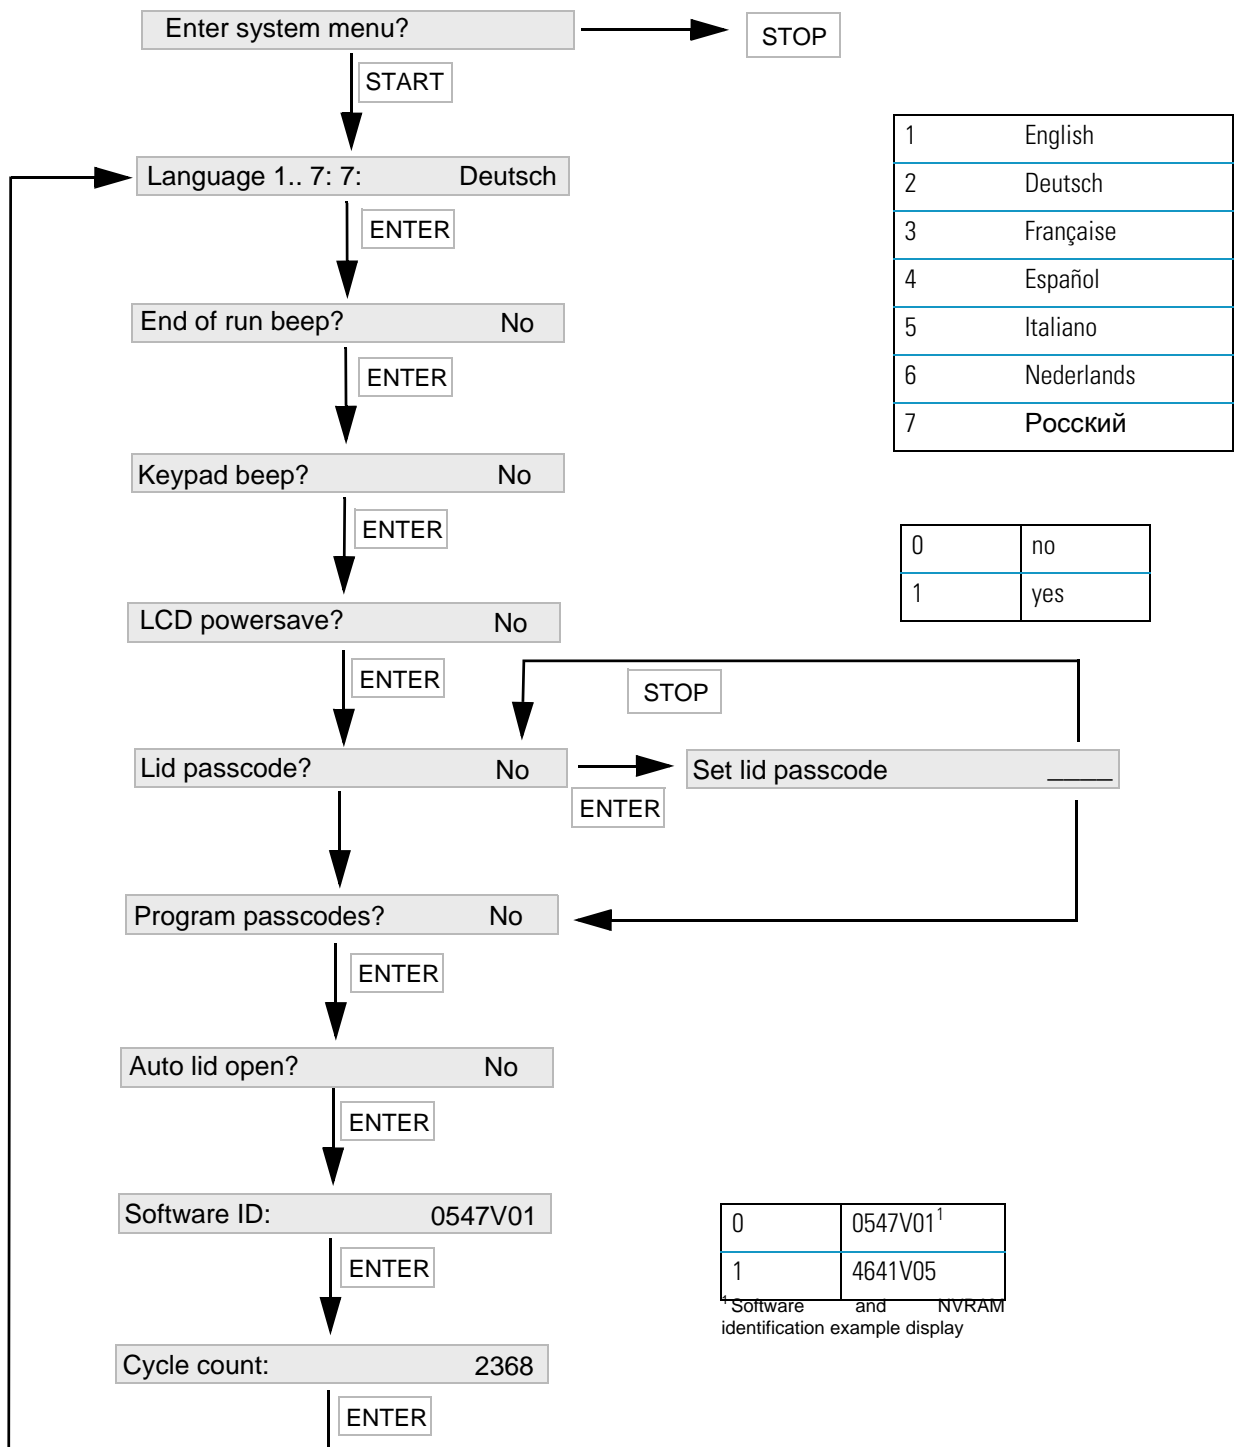 Enter system menu?
STOP
START
Language 1.. 7: 7: Deutsch
ENTER
End of run beep? No
ENTER
Keypad beep? No
ENTER
LCD powersave? No
ENTER
STOP
Lid passcode? No
ENTER
Set lid passcode ____
Program passcodes? No
ENTER
Auto lid open? No
ENTER
Software ID: 0547V01
ENTER
Cycle count: 2368
ENTER
1 English
2 Deutsch
3 Française
4 Español
5 Italiano
6 Nederlands
7 Росский
0 no
1 yes
0 0547V01¹
1 4641V05
¹Software and NVRAM
identification example display